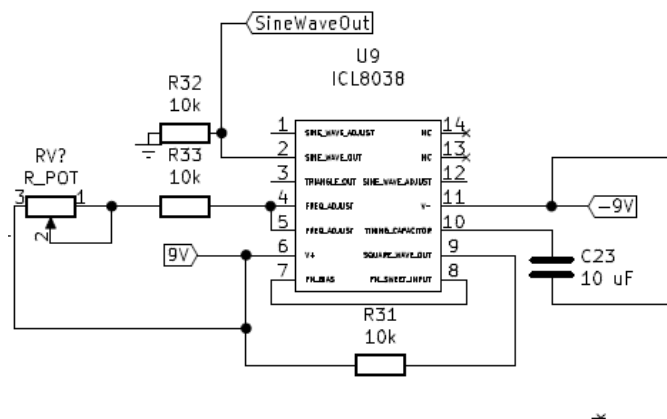 SineWaveOut
U9
ICL8038
R32
10k
R33
10k
RV?
R_POT
3 1
2
1 SINE_WAVE_ADJUST NC 14
2 SINE_WAVE_OUT NC 13
3 TRIANGLE_OUT SINE_WAVE_ADJUST 12
4 FREQ_ADJUST V- 11
5 FREQ_ADJUST TIMING_CAPACITOR 10
6 V+ SQUARE_WAVE_OUT 9
7 FM_BIAS FM_SWEEP_INPUT 8
9V
-9V
C23
10 uF
R31
10k